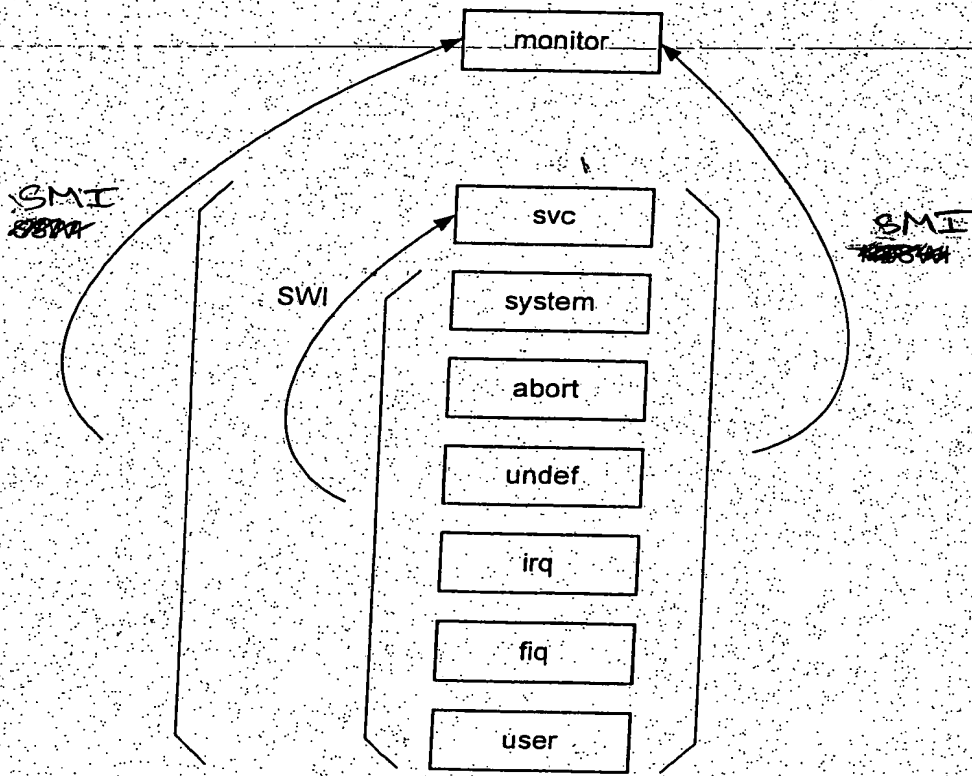 monitor
SMI
svc
SMI
SWI
system
abort
undef
irq
fiq
user